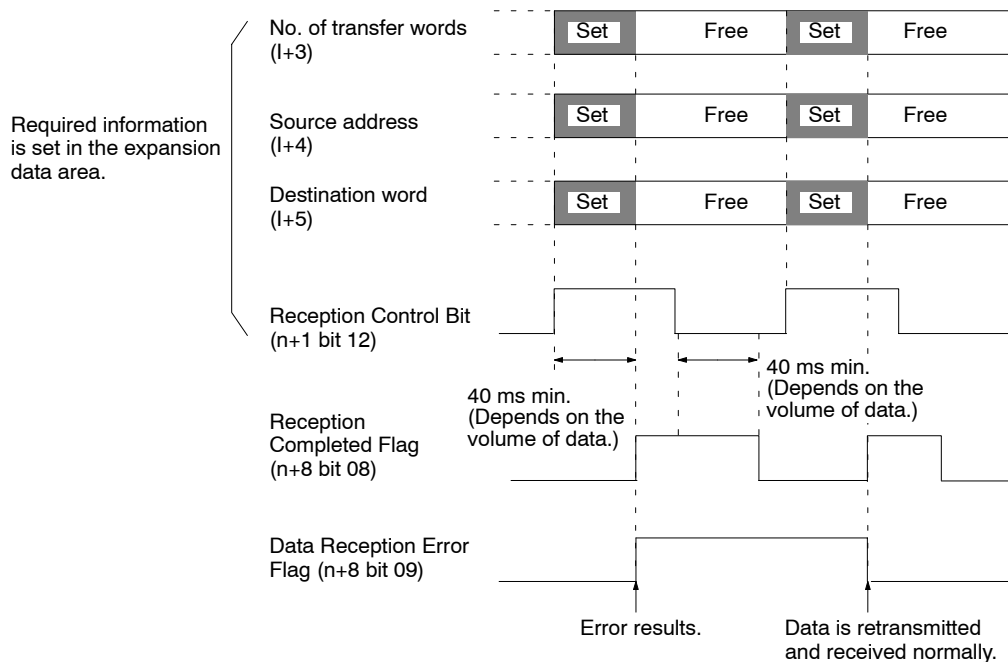 No. of transfer words
(I+3)
Set
Free
Set
Free
Required information
is set in the expansion
data area.
Source address
(I+4)
Set
Free
Set
Free
Destination word
(I+5)
Set
Free
Set
Free
Reception Control Bit
(n+1 bit 12)
40 ms min.
(Depends on the
volume of data.)
40 ms min.
(Depends on the
volume of data.)
Reception
Completed Flag
(n+8 bit 08)
Data Reception Error
Flag (n+8 bit 09)
Error results.
Data is retransmitted
and received normally.